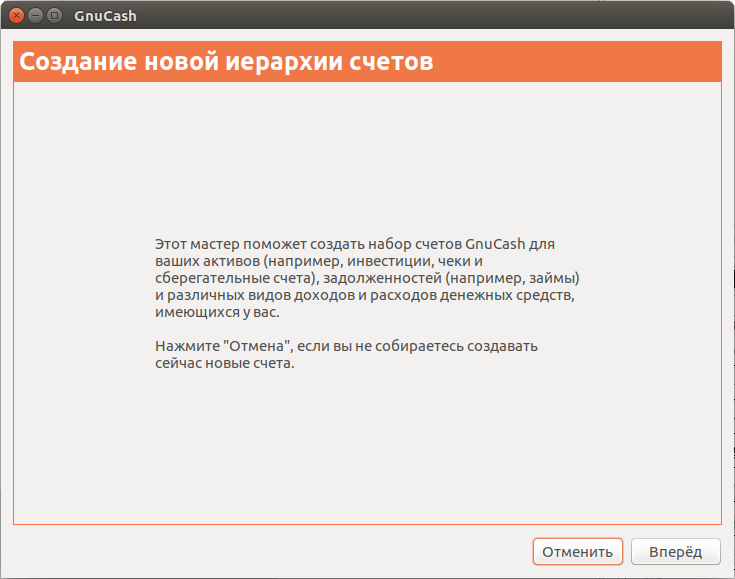 GnuCash
Создание новой иерархии счетов
Этот мастер поможет создать набор счетов GnuCash для
ваших активов (например, инвестиции, чеки и
сберегательные счета), задолженностей (например, займы)
и различных видов доходов и расходов денежных средств,
имеющихся у вас.
Нажмите "Отмена", если вы не собираетесь создавать
сейчас новые счета.
Отменить
Вперёд